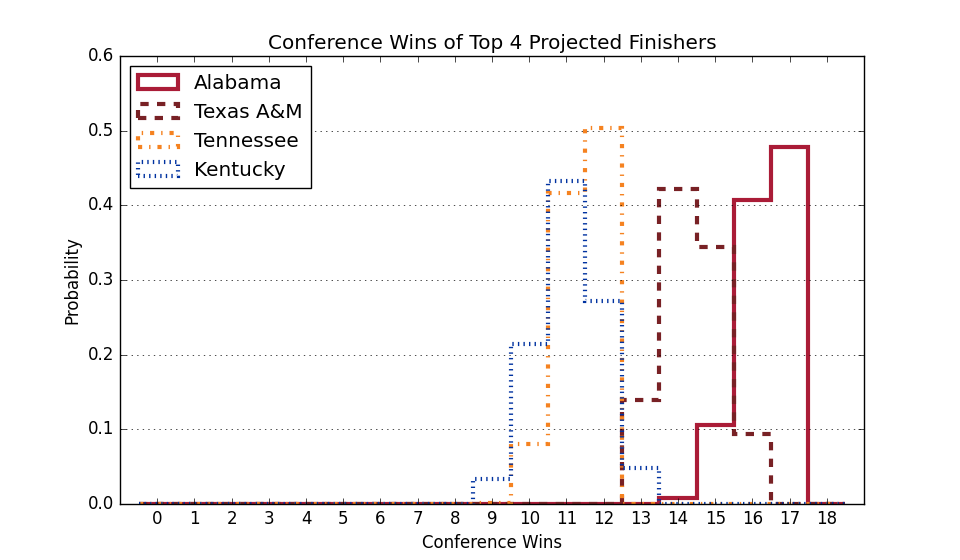 Conference Wins of Top 4 Projected Finishers
0.6
0.5
0.4
0.3
0.2
0.1
0.0
Probability
Alabama
Texas A&M
Tennessee
Kentucky
0 1 2 3 4 5 6 7 8 9 10 11 12 13 14 15 16 17 18
Conference Wins